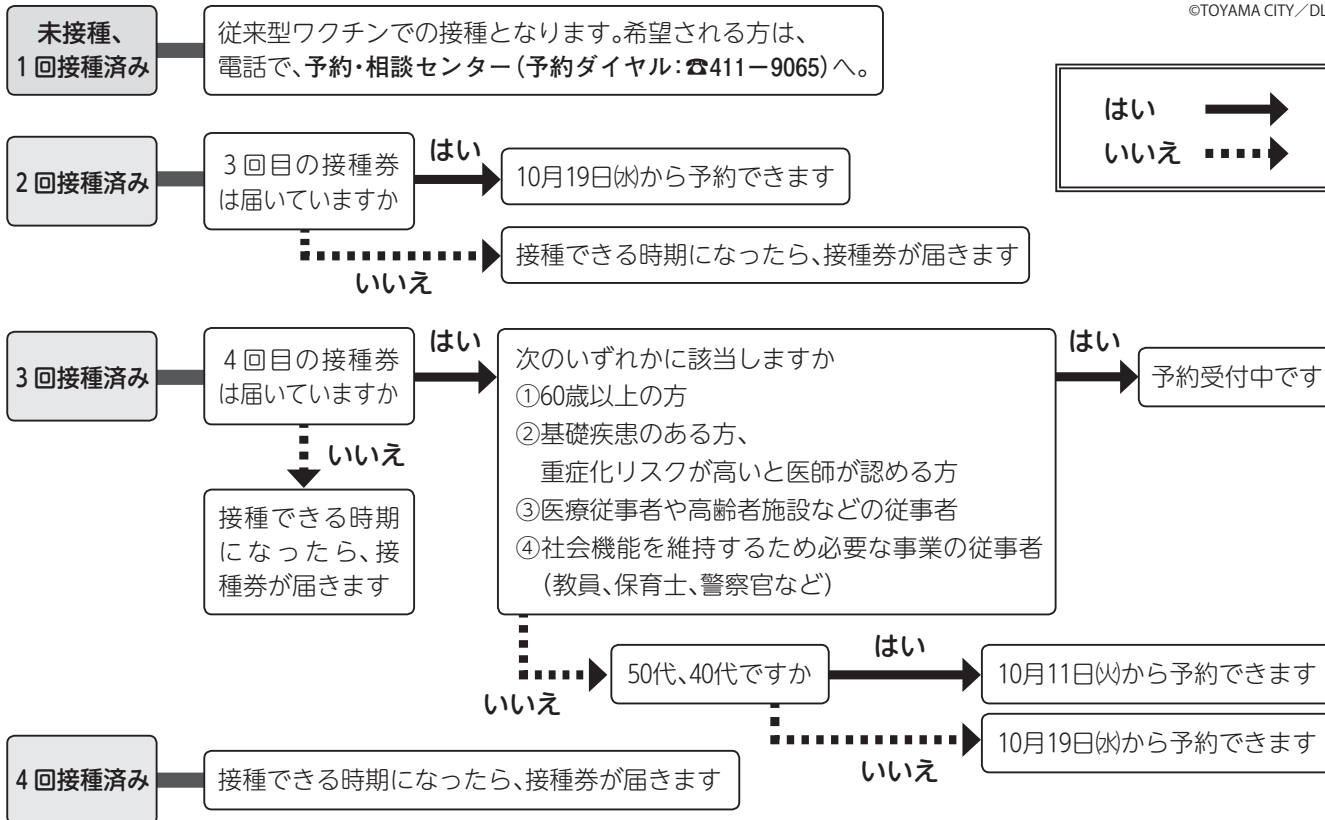 ©TOYAMA CITY／DL
未接種、
1回接種済み
従来型ワクチンでの接種となります。希望される方は、
電話で、予約・相談センター（予約ダイヤル：☎411－9065）へ。
はい
いいえ
2回接種済み
3回目の接種券
は届いていますか
はい
10月19日㈬から予約できます
いいえ
接種できる時期になったら、接種券が届きます
3回接種済み
4回目の接種券
は届いていますか
はい
次のいずれかに該当しますか
①60歳以上の方
②基礎疾患のある方、
重症化リスクが高いと医師が認める方
③医療従事者や高齢者施設などの従事者
④社会機能を維持するため必要な事業の従事者
（教員、保育士、警察官など）
はい
予約受付中です
いいえ
接種できる時期
になったら、接
種券が届きます
いいえ
50代、40代ですか
はい
10月11日㈫から予約できます
いいえ
10月19日㈬から予約できます
4回接種済み
接種できる時期になったら、接種券が届きます